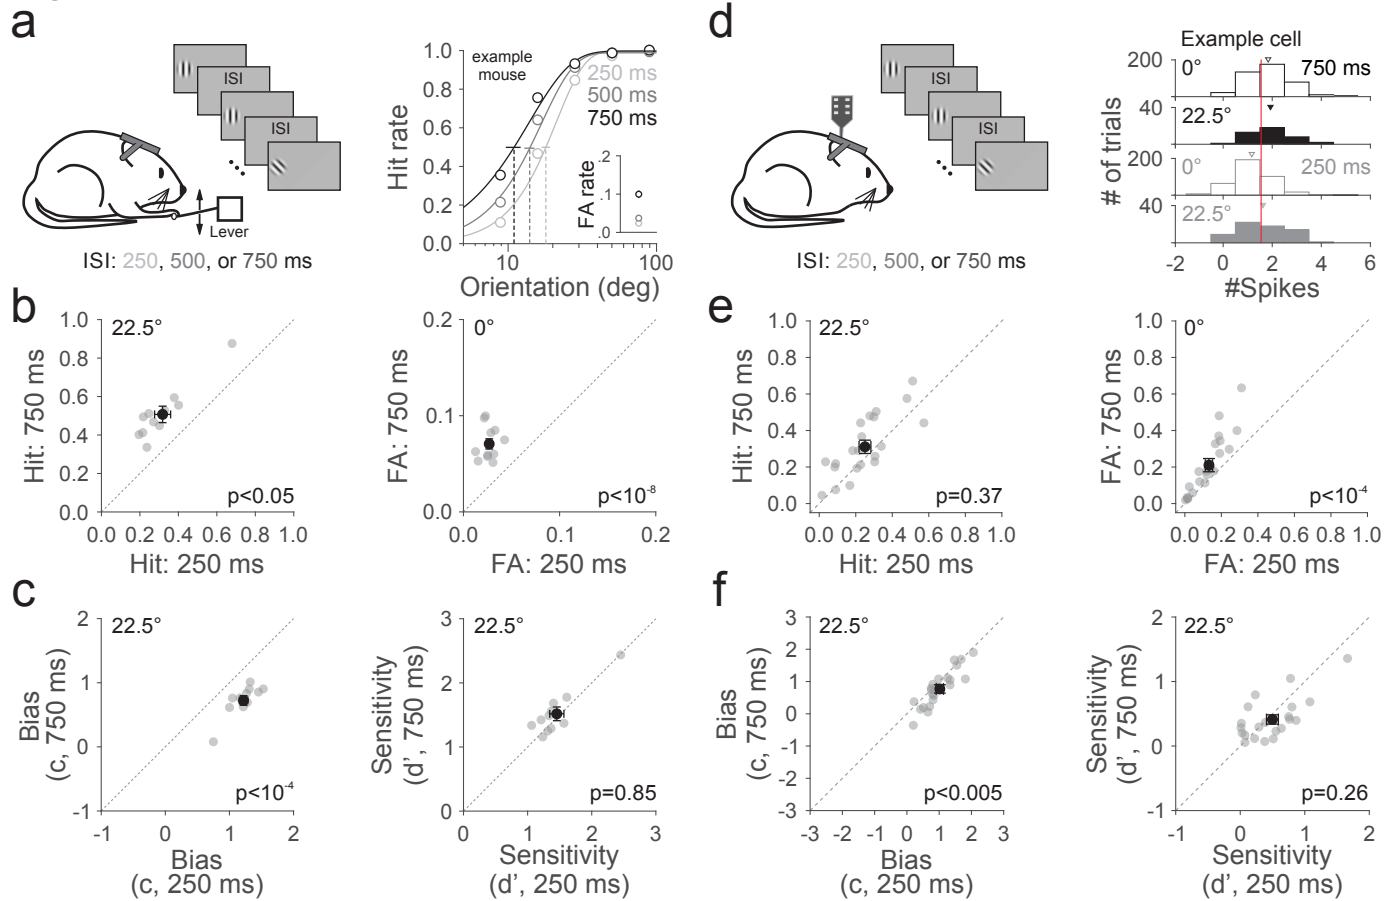 a
ISI
ISI
Lever
ISI: 250, 500, or 750 ms
Hit rate
1.0
0.8
0.6
0.4
0.2
0.0
example
mouse
250 ms
500 ms
750 ms
FA rate
.2
.1
.0
10
100
Orientation (deg)
d
ISI
ISI
ISI: 250, 500, or 750 ms
Example cell
# of trials
200
0°
750 ms
40
22.5°
200
0°
250 ms
40
22.5°
-2
0
2
4
6
#Spikes
b
Hit: 750 ms
1.0
0.8
0.6
0.4
0.2
0.0
22.5°
p<0.05
0.0 0.2 0.4 0.6 0.8 1.0
Hit: 250 ms
FA: 750 ms
0.2
0.1
0.0
0°
p<10-8
0.0
0.1
0.2
FA: 250 ms
e
Hit: 750 ms
1.0
0.8
0.6
0.4
0.2
0.0
22.5°
p=0.37
0.0 0.2 0.4 0.6 0.8 1.0
Hit: 250 ms
FA: 750 ms
1.0
0.8
0.6
0.4
0.2
0.0
0°
p<10-4
0.0 0.2 0.4 0.6 0.8 1.0
FA: 250 ms
c
Bias
(c, 750 ms)
2
1
0
-1
22.5°
p<10-4
-1
0
1
2
Bias
(c, 250 ms)
Sensitivity
(d', 750 ms)
3
2
1
0
22.5°
p=0.85
0
1
2
3
Sensitivity
(d', 250 ms)
f
Bias
(c, 750 ms)
3
2
1
0
-1
-2
-3
22.5°
p<0.005
-3 -2 -1 0 1 2 3
Bias
(c, 250 ms)
Sensitivity
(d', 750 ms)
2
1
0
-1
22.5°
p=0.26
-1
0
1
2
Sensitivity
(d', 250 ms)